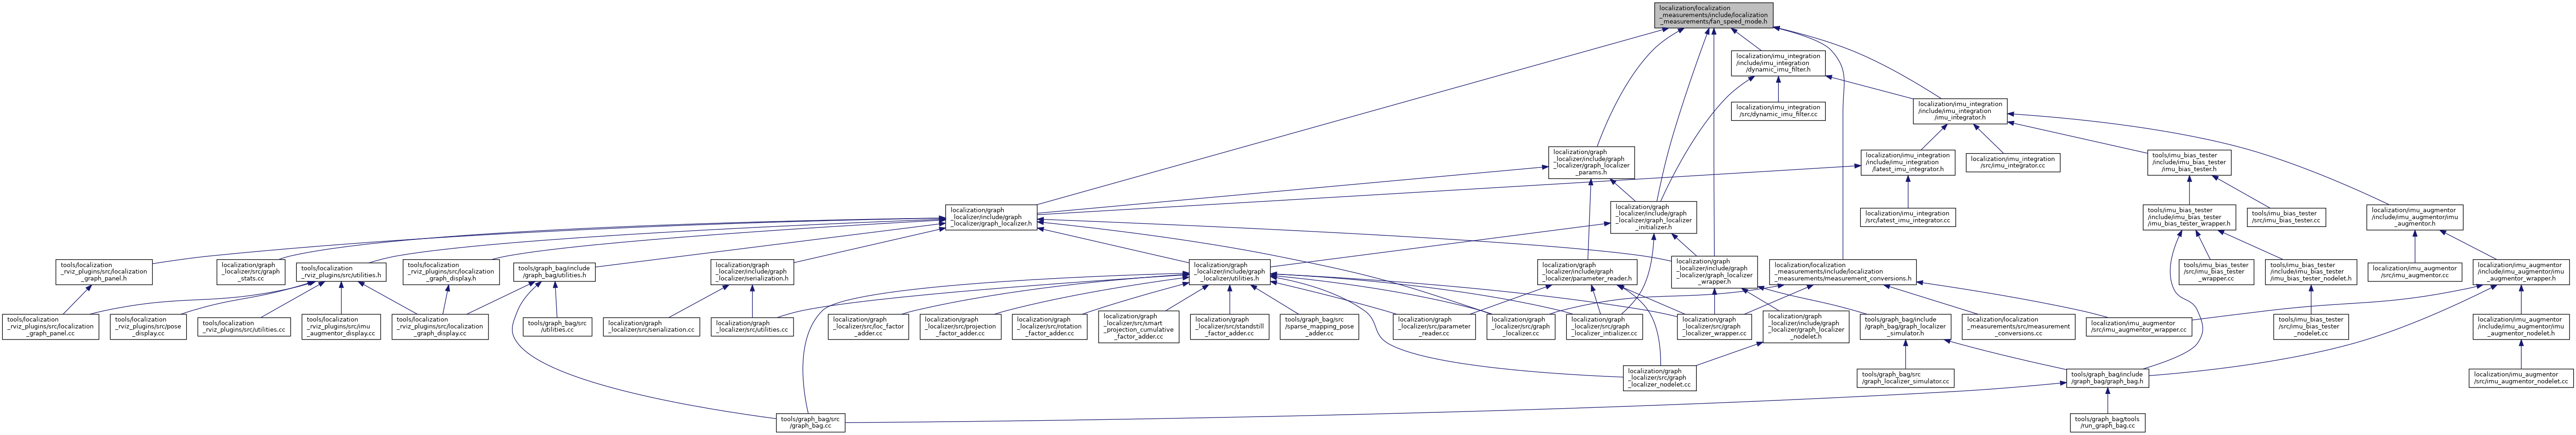 localization/localization
_measurements/include/localization
_measurements/fan_speed_mode.h
localization/imu_integration
/include/imu_integration
/dynamic_imu_filter.h
localization/imu_integration
/src/dynamic_imu_filter.cc
localization/imu_integration
/include/imu_integration
/imu_integrator.h
localization/graph
_localizer/include/graph
_localizer/graph_localizer
_params.h
localization/imu_integration
/include/imu_integration
/latest_imu_integrator.h
localization/imu_integration
/src/imu_integrator.cc
tools/imu_bias_tester
/include/imu_bias_tester
/imu_bias_tester.h
localization/graph
_localizer/include/graph
_localizer/graph_localizer.h
localization/graph
_localizer/include/graph
_localizer/graph_localizer
_initializer.h
localization/imu_integration
/src/latest_imu_integrator.cc
tools/imu_bias_tester
/include/imu_bias_tester
/imu_bias_tester_wrapper.h
tools/imu_bias_tester
/src/imu_bias_tester.cc
localization/imu_augmentor
/include/imu_augmentor/imu
_augmentor.h
tools/localization
_rviz_plugins/src/localization
_graph_panel.h
localization/graph
_localizer/src/graph
_stats.cc
tools/localization
_rviz_plugins/src/utilities.h
tools/localization
_rviz_plugins/src/localization
_graph_display.h
tools/graph_bag/include
/graph_bag/utilities.h
localization/graph
_localizer/include/graph
_localizer/serialization.h
localization/graph
_localizer/include/graph
_localizer/utilities.h
localization/graph
_localizer/include/graph
_localizer/parameter_reader.h
localization/graph
_localizer/include/graph
_localizer/graph_localizer
_wrapper.h
localization/localization
_measurements/include/localization
_measurements/measurement_conversions.h
tools/imu_bias_tester
/src/imu_bias_tester
_wrapper.cc
tools/imu_bias_tester
/include/imu_bias_tester
/imu_bias_tester_nodelet.h
localization/imu_augmentor
/src/imu_augmentor.cc
localization/imu_augmentor
/include/imu_augmentor/imu
_augmentor_wrapper.h
tools/localization
_rviz_plugins/src/localization
_graph_panel.cc
tools/localization
_rviz_plugins/src/pose
_display.cc
tools/localization
_rviz_plugins/src/utilities.cc
tools/localization
_rviz_plugins/src/imu
_augmentor_display.cc
tools/localization
_rviz_plugins/src/localization
_graph_display.cc
tools/graph_bag/src
/utilities.cc
localization/graph
_localizer/src/serialization.cc
localization/graph
_localizer/src/utilities.cc
localization/graph
_localizer/src/loc_factor
_adder.cc
localization/graph
_localizer/src/projection
_factor_adder.cc
localization/graph
_localizer/src/rotation
_factor_adder.cc
localization/graph
_localizer/src/smart
_projection_cumulative
_factor_adder.cc
localization/graph
_localizer/src/standstill
_factor_adder.cc
tools/graph_bag/src
/sparse_mapping_pose
_adder.cc
localization/graph
_localizer/src/parameter
_reader.cc
localization/graph
_localizer/src/graph
_localizer.cc
localization/graph
_localizer/src/graph
_localizer_intializer.cc
localization/graph
_localizer/src/graph
_localizer_wrapper.cc
localization/graph
_localizer/include/graph
_localizer/graph_localizer
_nodelet.h
tools/graph_bag/include
/graph_bag/graph_localizer
_simulator.h
localization/localization
_measurements/src/measurement
_conversions.cc
localization/imu_augmentor
/src/imu_augmentor_wrapper.cc
tools/imu_bias_tester
/src/imu_bias_tester
_nodelet.cc
localization/imu_augmentor
/include/imu_augmentor/imu
_augmentor_nodelet.h
localization/graph
_localizer/src/graph
_localizer_nodelet.cc
tools/graph_bag/src
/graph_localizer_simulator.cc
tools/graph_bag/include
/graph_bag/graph_bag.h
localization/imu_augmentor
/src/imu_augmentor_nodelet.cc
tools/graph_bag/src
/graph_bag.cc
tools/graph_bag/tools
/run_graph_bag.cc